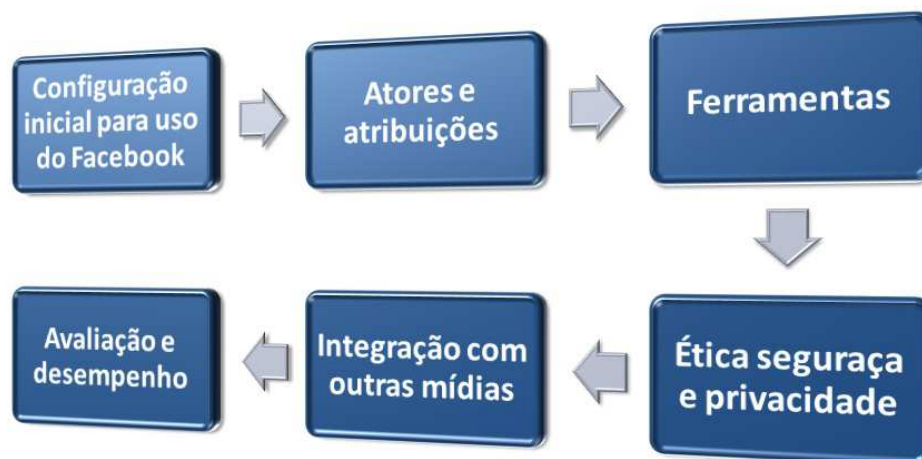 Configuração
inicial para uso
do Facebook
Atores e
atribuições
Ferramentas
Ética seguraça
e privacidade
Integração com
outras mídias
Avaliação e
desempenho